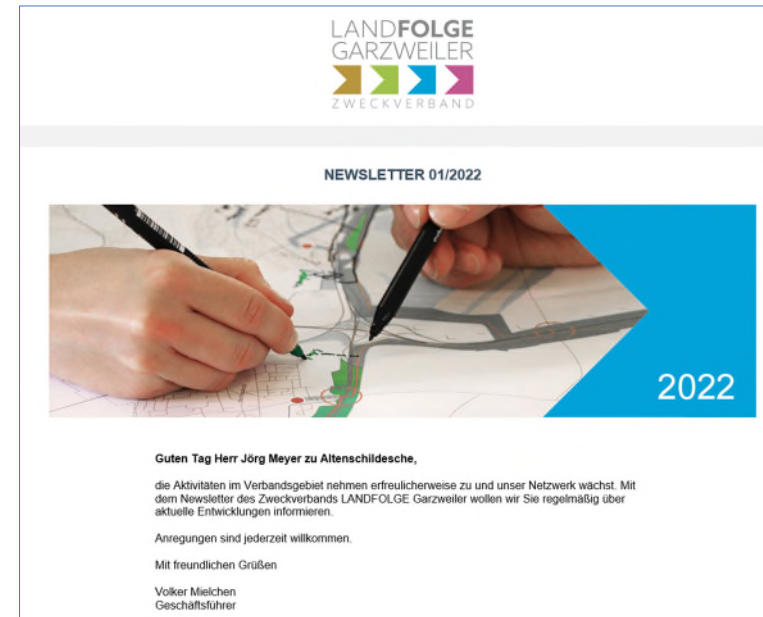 LANDFOLGE
GARZWEILER
ZWECKVERBAND
NEWSLETTER 01/2022
2022
Guten Tag Herr Jörg Meyer zu Altenschildesche,
die Aktivitäten im Verbandsgebiet nehmen erfreulicherweise zu und unser Netzwerk wächst. Mit
dem Newsletter des Zweckverbands LANDFOLGE Garzweiler wollen wir Sie regelmäßig über
aktuelle Entwicklungen informieren.
Anregungen sind jederzeit willkommen.
Mit freundlichen Grüßen
Volker Mielchen
Geschäftsführer